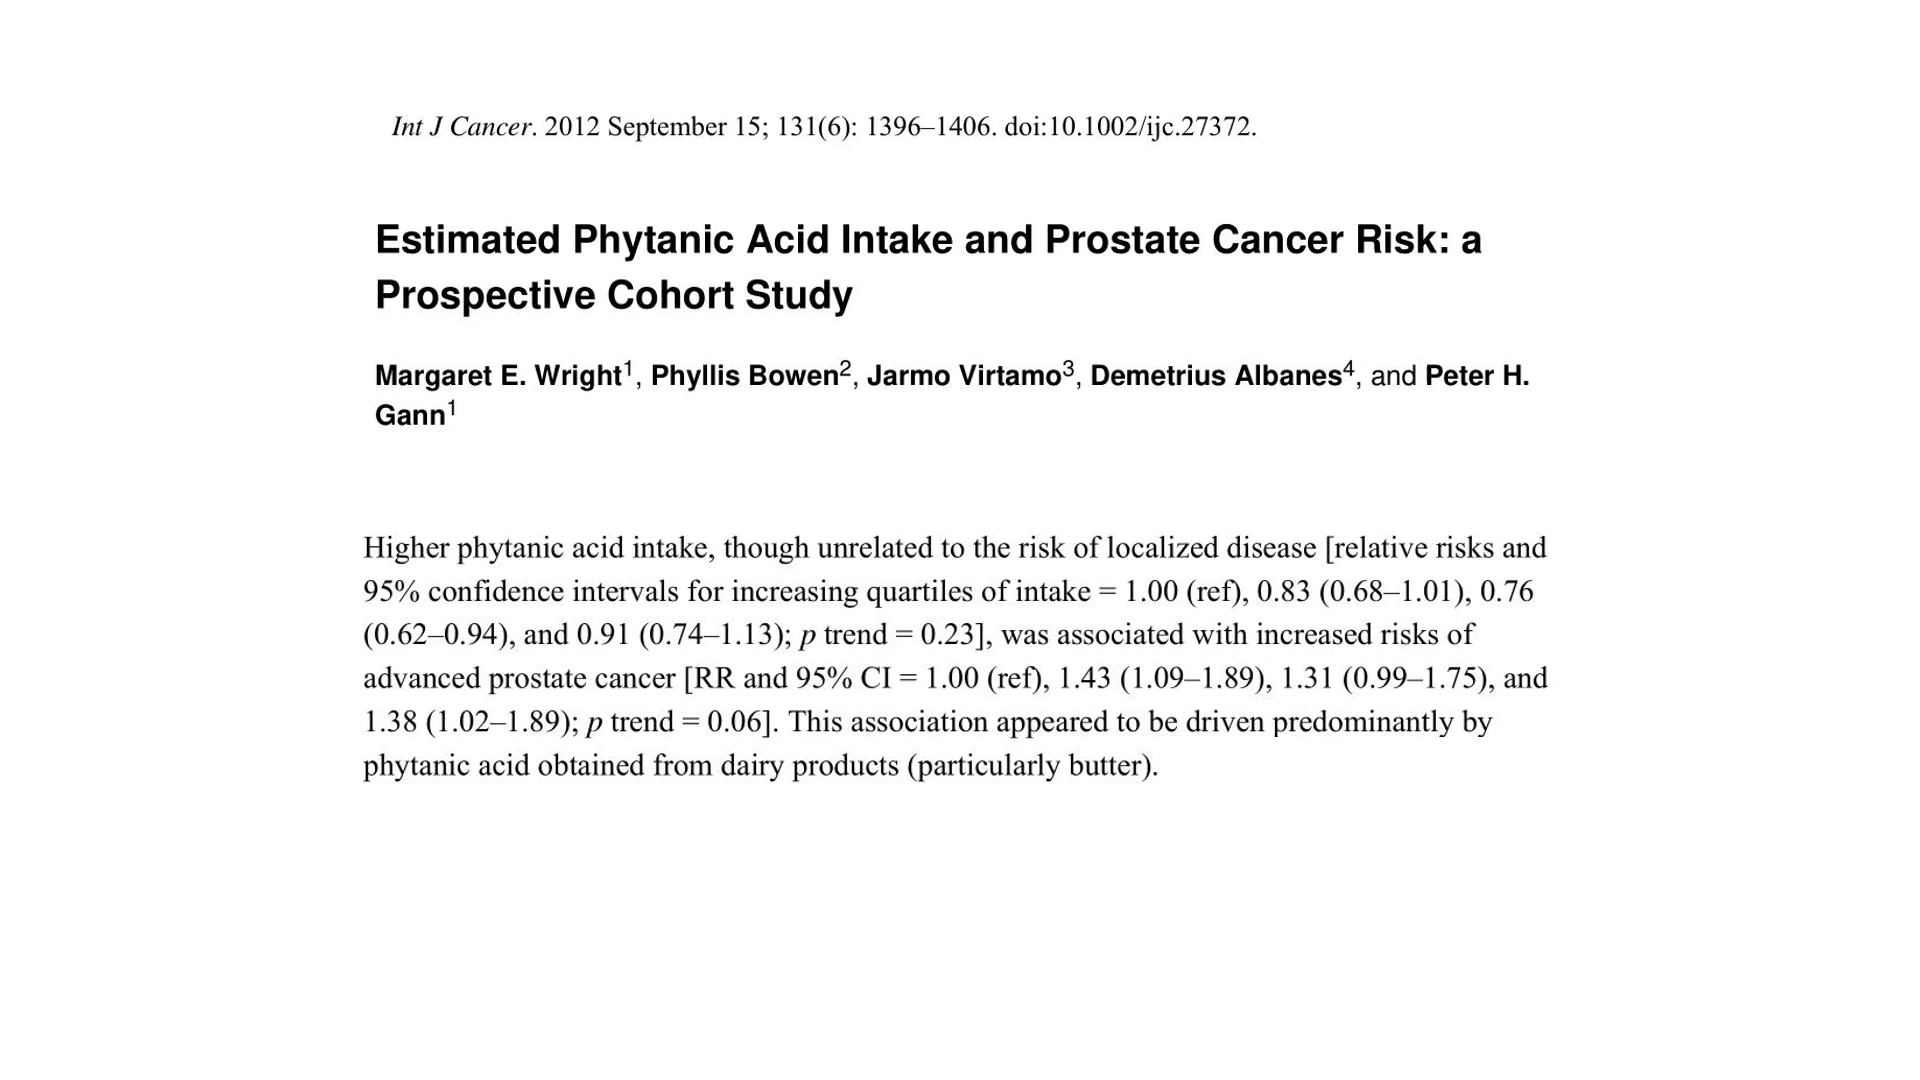 Int J Cancer. 2012 September 15; 131(6): 1396–1406. doi:10.1002/ijc.27372.
Estimated Phytanic Acid Intake and Prostate Cancer Risk: a
Prospective Cohort Study
Margaret E. Wright1, Phyllis Bowen2, Jarmo Virtamo3, Demetrius Albanes4, and Peter H.
Gann1
Higher phytanic acid intake, though unrelated to the risk of localized disease [relative risks and
95% confidence intervals for increasing quartiles of intake = 1.00 (ref), 0.83 (0.68–1.01), 0.76
(0.62–0.94), and 0.91 (0.74–1.13); p trend = 0.23], was associated with increased risks of
advanced prostate cancer [RR and 95% CI = 1.00 (ref), 1.43 (1.09–1.89), 1.31 (0.99–1.75), and
1.38 (1.02–1.89); p trend = 0.06]. This association appeared to be driven predominantly by
phytanic acid obtained from dairy products (particularly butter).